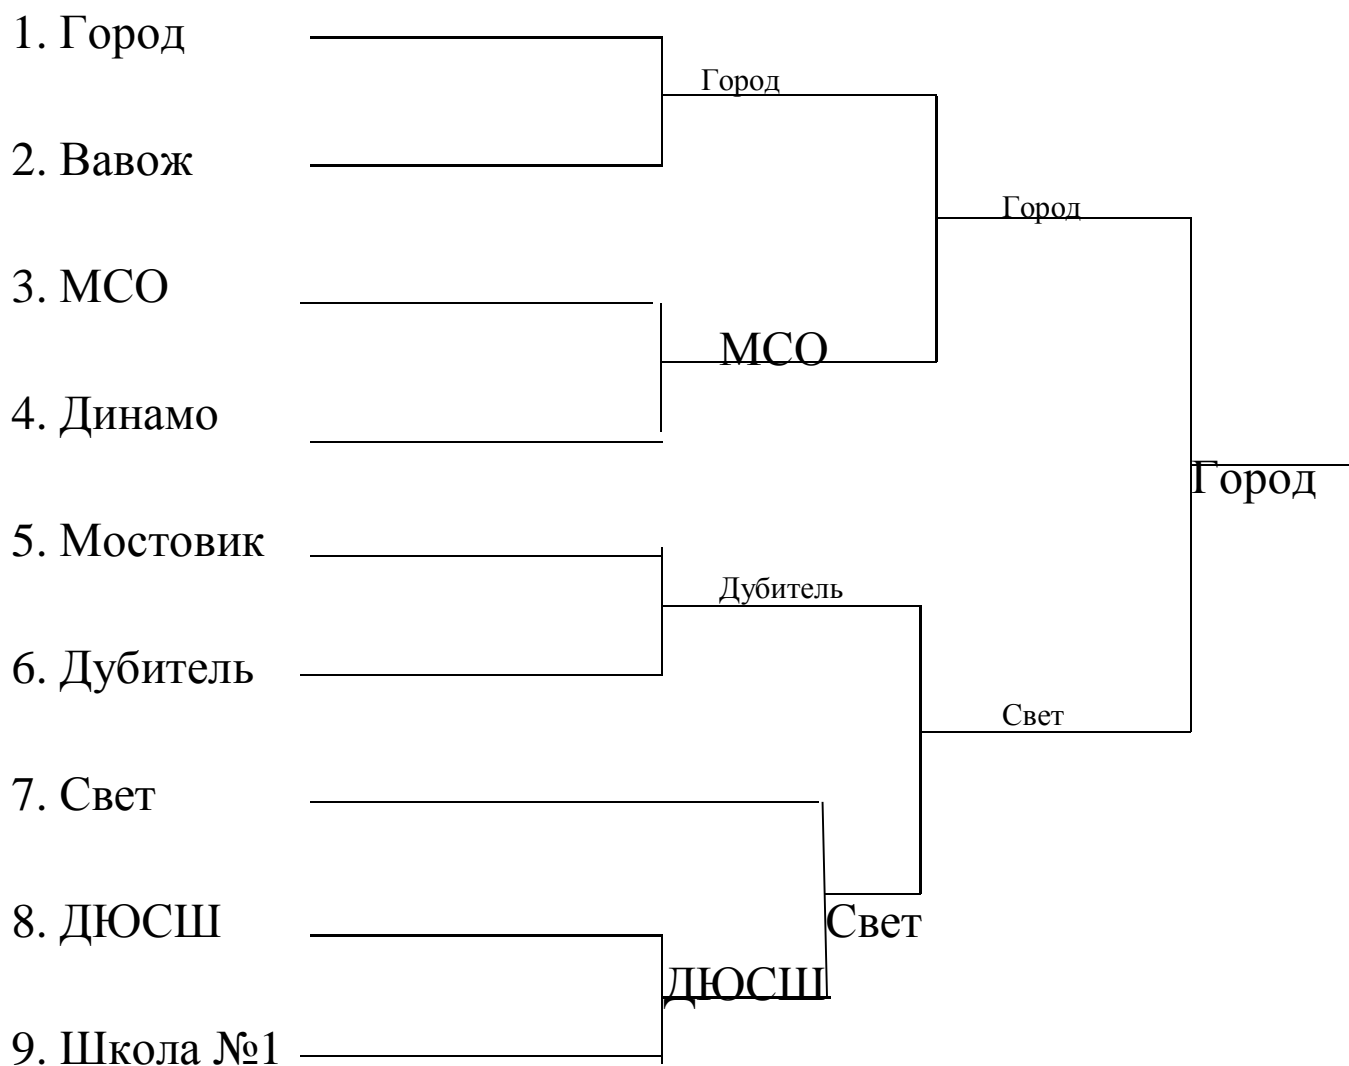 1. Город
Город
2. Вавож
Город
3. МСО
МСО
4. Динамо
Город
5. Мостовик
Дубитель
6. Дубитель
Свет
7. Свет
8. ДЮСШ
Свет
ДЮСШ
9. Школа №1